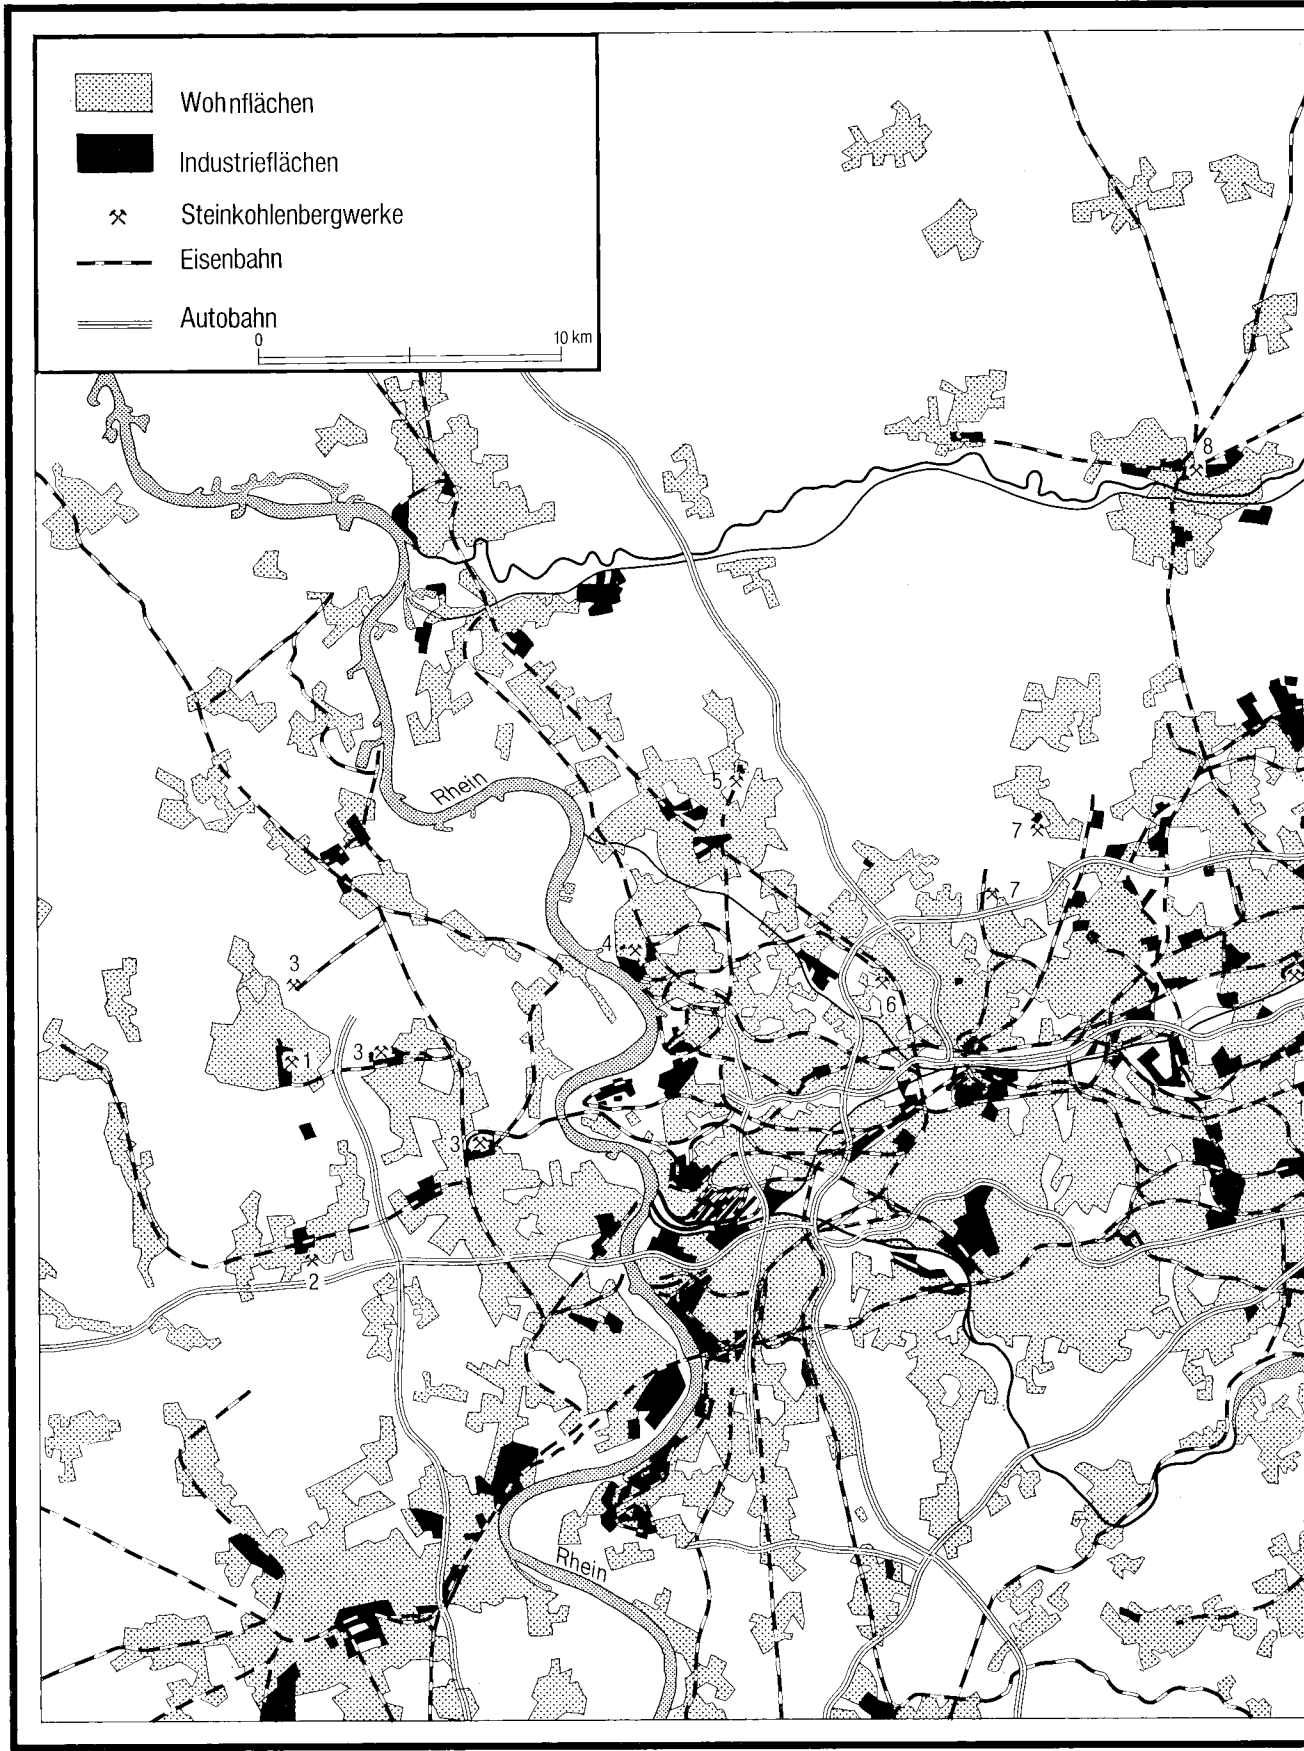 Wohnflächen
Industrieflächen
Steinkohlenbergwerke
Eisenbahn
Autobahn
0 10 km
8
Rhein
5
7
7
4
3
6
3
1
3
2
Rhein